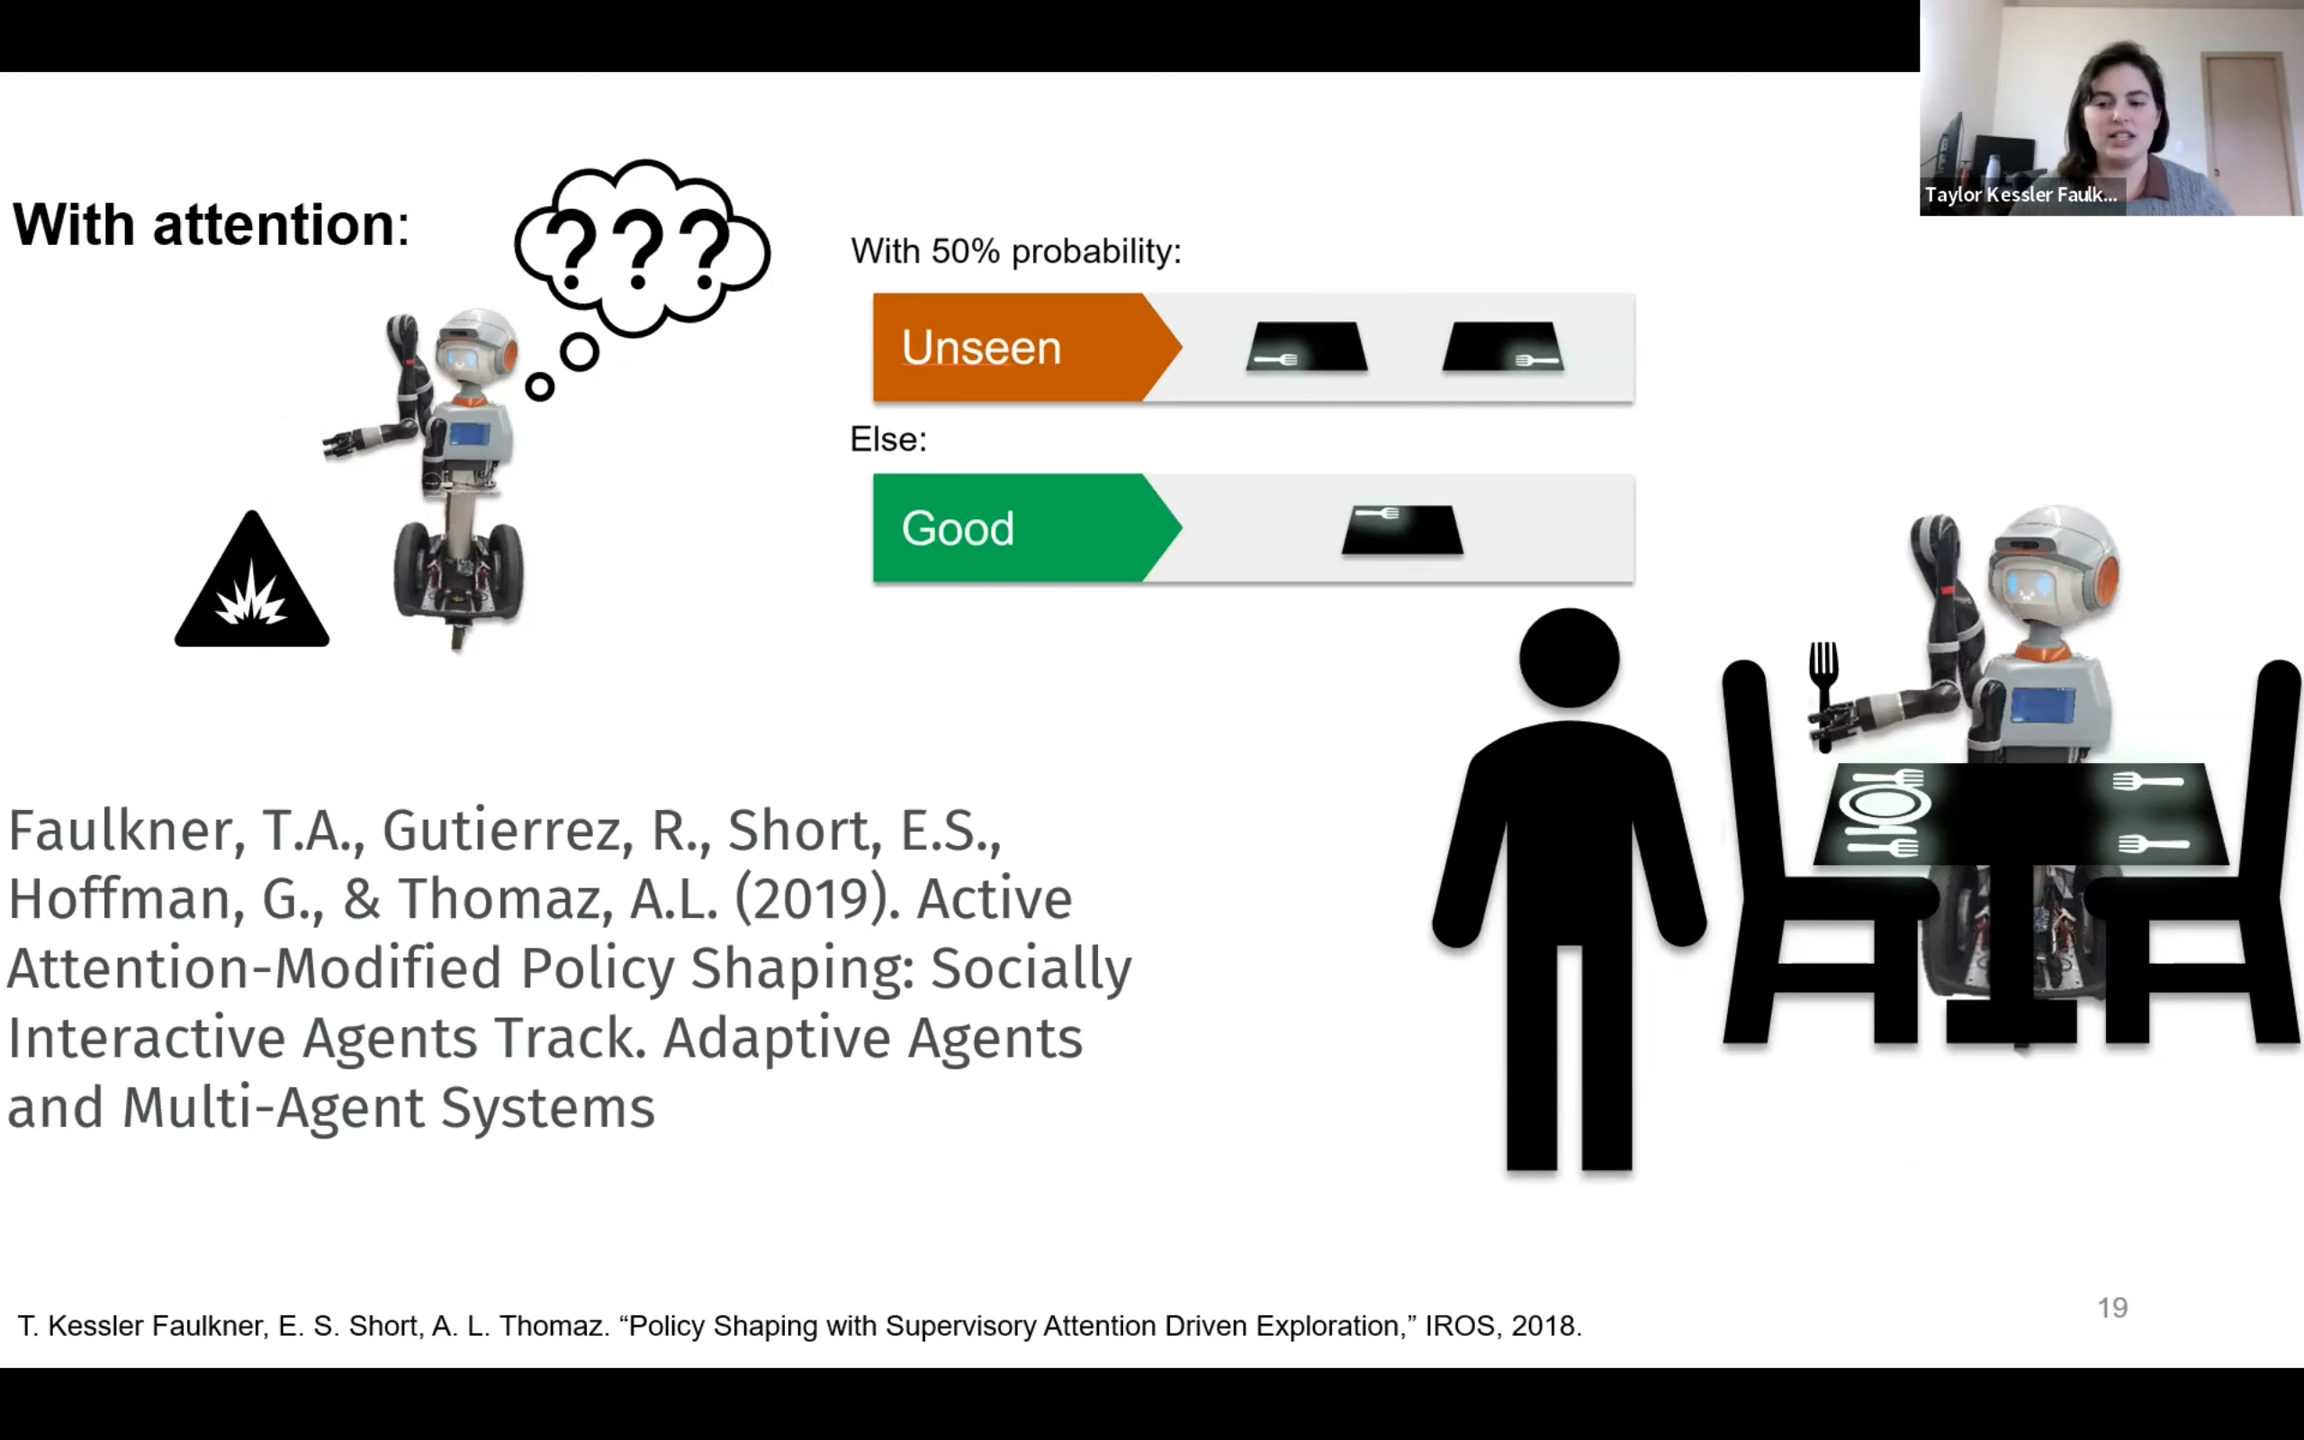 Taylor Kessler Faulk...
With attention:
???
With 50% probability:
Unseen
Else:
Good
Faulkner, T.A., Gutierrez, R., Short, E.S.,
Hoffman, G., & Thomaz, A.L. (2019). Active
Attention-Modified Policy Shaping: Socially
Interactive Agents Track. Adaptive Agents
and Multi-Agent Systems
19
T. Kessler Faulkner, E. S. Short, A. L. Thomaz. “Policy Shaping with Supervisory Attention Driven Exploration,” IROS, 2018.